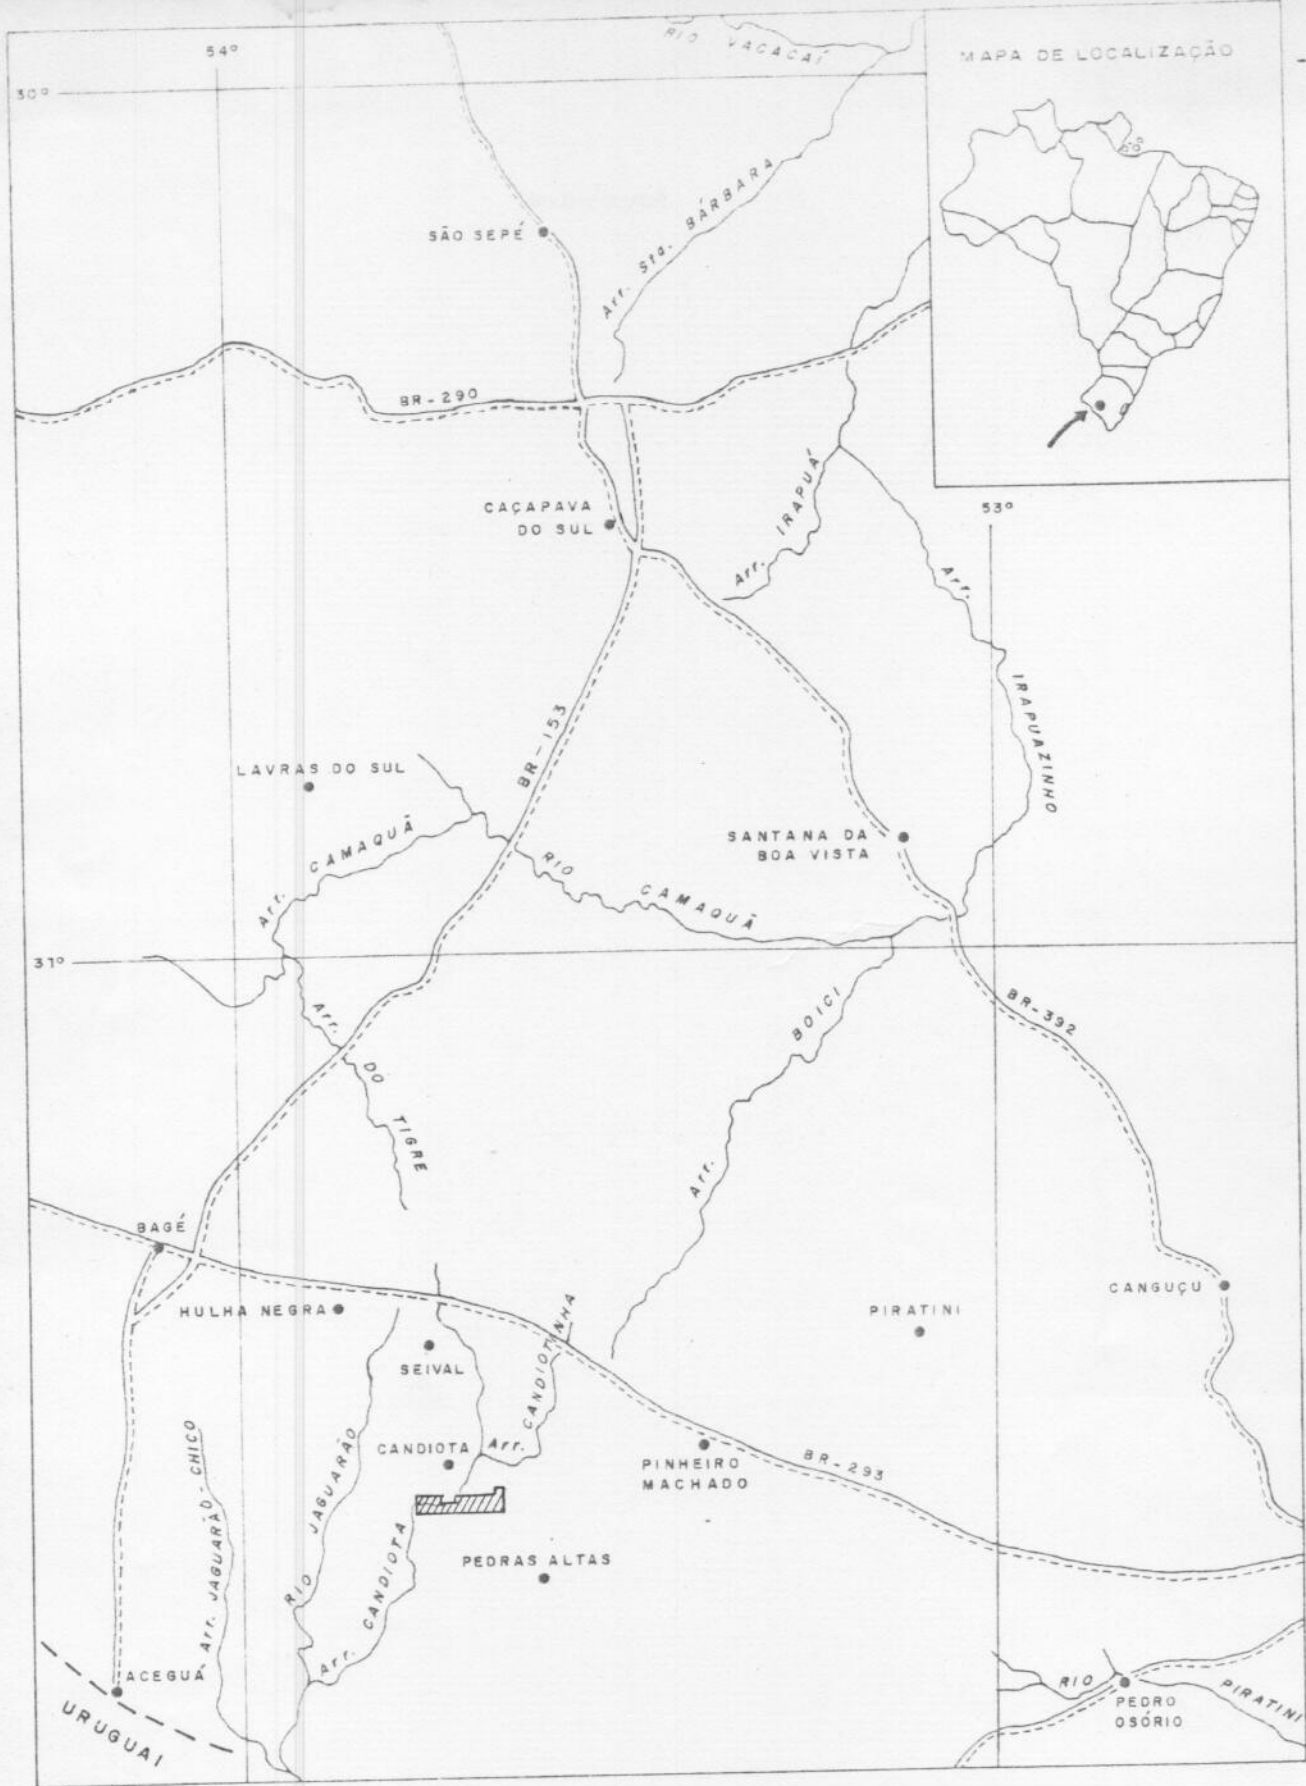 RIO VACACAÍ
54º
MAPA DE LOCALIZAÇÃO
30º
Arr. Sta. BÁRBARA
SÃO SEPÉ
BR-290
CAÇAPAVA
DO SUL
Arr. IRAPUÁ
53º
Arr. IRAPUAZINHO
BR-153
LAVRAS DO SUL
Arr. CAMAQUÃ
RIO CAMAQUÃ
SANTANA DA
BOA VISTA
31º
Arr. DO TIGRE
Arr. BOICI
BR-392
BAGÉ
HULHA NEGRA
SEIVAL
Arr. CANDIOTINHA
PIRATINI
CANGUÇU
CANDIOTA
PINHEIRO
MACHADO
BR-293
Arr. JAGUARÃO-CHICO
RIO JAGUARÃO
Arr. CANDIOTA
PEDRAS ALTAS
ACEGUÁ
URUGUAI
RIO PIRATINI
PEDRO
OSÓRIO